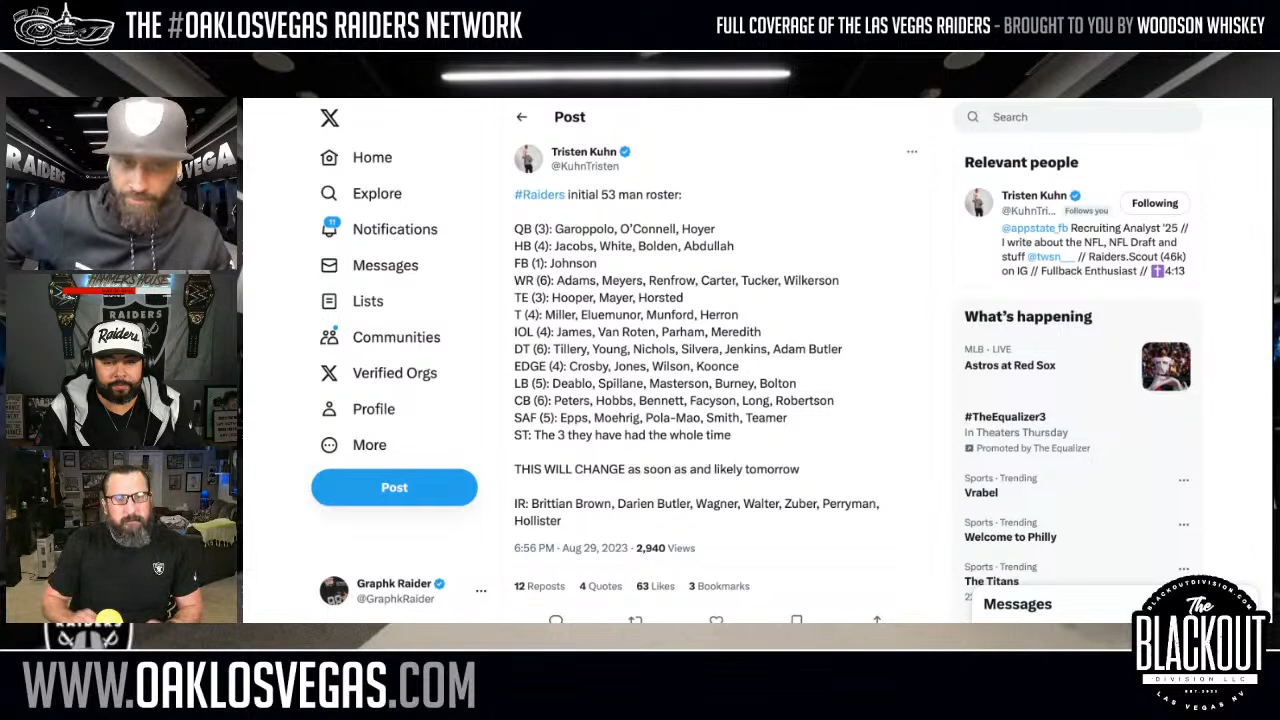 THE #OAKLOSVEGAS RAIDERS NETWORK
FULL COVERAGE OF THE LAS VEGAS RAIDERS - BROUGHT TO YOU BY WOODSON WHISKEY
RAIDERS
VEGA
RAIDERS
Raiders
X
Home
Explore
11
Notifications
Messages
Lists
Communities
Verified Orgs
Profile
More
Post
Graphk Raider
@GraphkRaider
Post
Tristen Kuhn
@KuhnTristen
#Raiders initial 53 man roster:
QB (3): Garoppolo, O'Connell, Hoyer
HB (4): Jacobs, White, Bolden, Abdullah
FB (1): Johnson
WR (6): Adams, Meyers, Renfrow, Carter, Tucker, Wilkerson
TE (3): Hooper, Mayer, Horsted
T (4): Miller, Eluemunor, Munford, Herron
IOL (4): James, Van Roten, Parham, Meredith
DT (6): Tillery, Young, Nichols, Silvera, Jenkins, Adam Butler
EDGE (4): Crosby, Jones, Wilson, Koonce
LB (5): Deablo, Spillane, Masterson, Burney, Bolton
CB (6): Peters, Hobbs, Bennett, Facyson, Long, Robertson
SAF (5): Epps, Moehrig, Pola-Mao, Smith, Teamer
ST: The 3 they have had the whole time
THIS WILL CHANGE as soon as and likely tomorrow
IR: Brittian Brown, Darien Butler, Wagner, Walter, Zuber, Perryman,
Hollister
6:56 PM · Aug 29, 2023 · 2,940 Views
12 Reposts 4 Quotes 63 Likes 3 Bookmarks
Search
Relevant people
Tristen Kuhn
@KuhnTri... Follows you
Following
@appstate_fb Recruiting Analyst '25 //
I write about the NFL, NFL Draft and
stuff @twsn___ // Raiders.Scout (46k)
on IG // Fullback Enthusiast // 4:13
What's happening
MLB · LIVE
Astros at Red Sox
#TheEqualizer3
In Theaters Thursday
Promoted by The Equalizer
Sports · Trending
Vrabel
Sports · Trending
Welcome to Philly
Sports · Trending
The Titans
Messages
RAIDERS
WWW.OAKLOSVEGAS.COM
BLACKOUTDIVISION.COM
The
BLACKOUT
DIVISION LLC
LAS VEGAS NV